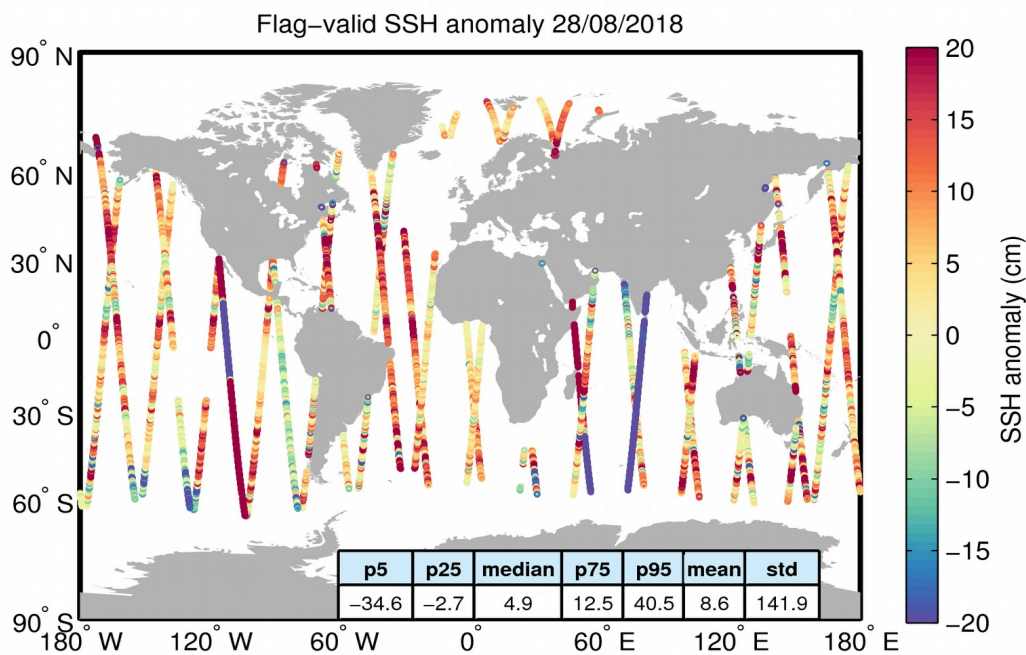 Flag−valid SSH anomaly 28/08/2018
90° N
60° N
30° N
0°
30° S
60° S
90° S
180° W
120° W
60° W
0°
60° E
120° E
180° E
p5 p25 median p75 p95 mean std
−34.6 −2.7 4.9 12.5 40.5 8.6 141.9
20
15
10
5
0
−5
−10
−15
−20
SSH anomaly (cm)